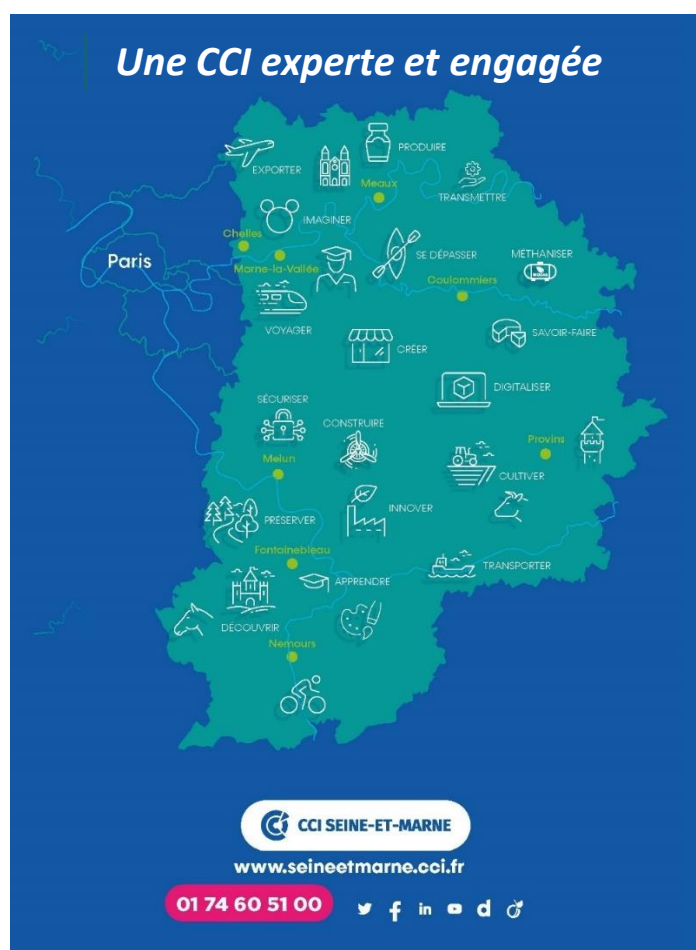 Une CCI experte et engagée
PRODUIRE
EXPORTER
Meaux
TRANSMETTRE
IMAGINER
Chelles
SE DÉPASSER
MÉTHANISER
Paris
Marne-la-Vallée
Coulommiers
VOYAGER
SAVOIR-FAIRE
CRÉER
DIGITALISER
SÉCURISER
CONSTRUIRE
Provins
Melun
CULTIVER
INNOVER
PRÉSERVER
Fontainebleau
TRANSPORTER
APPRENDRE
DÉCOUVRIR
Nemours
CCI SEINE-ET-MARNE
www.seineetmarne.cci.fr
01 74 60 51 00